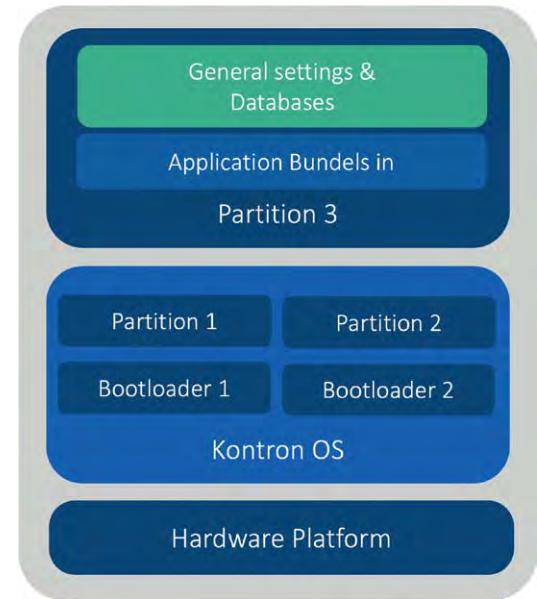 General settings &
Databases
Application Bundels in
Partition 3
Partition 1
Partition 2
Bootloader 1
Bootloader 2
Kontron OS
Hardware Platform